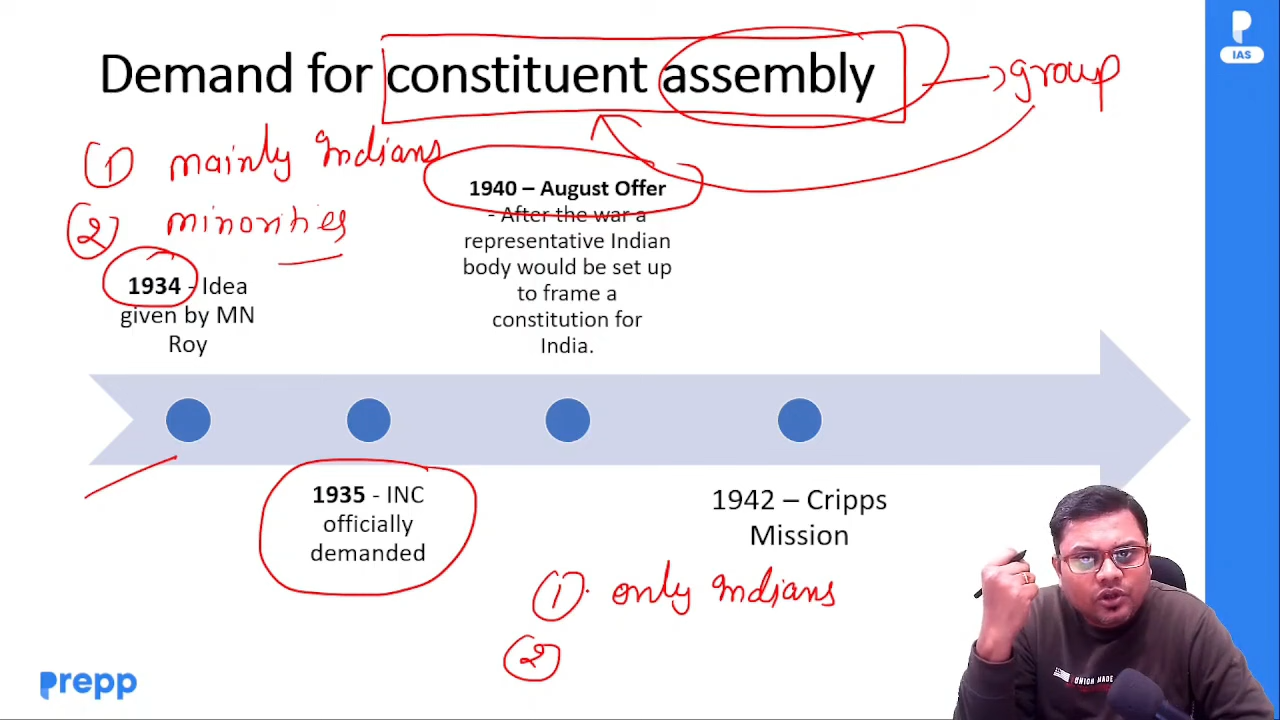 Demand for constituent assembly
group
① mainly Indians
② minorities
1934 - Idea
given by MN
Roy
1940 – August Offer
- After the war a
representative Indian
body would be set up
to frame a
constitution for
India.
1935 - INC
officially
demanded
1942 – Cripps
Mission
① only Indians
②
IAS
prepp
UNION MADE